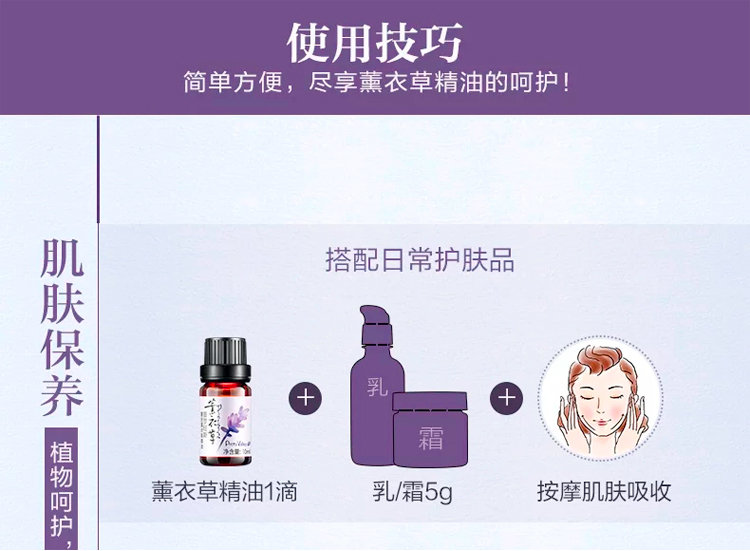 使用技巧
简单方便，尽享薰衣草精油的呵护！
肌肤保养
植物呵护，
搭配日常护肤品
薰衣草
净含量:
乳
霜
薰衣草精油1滴
乳/霜5g
按摩肌肤吸收